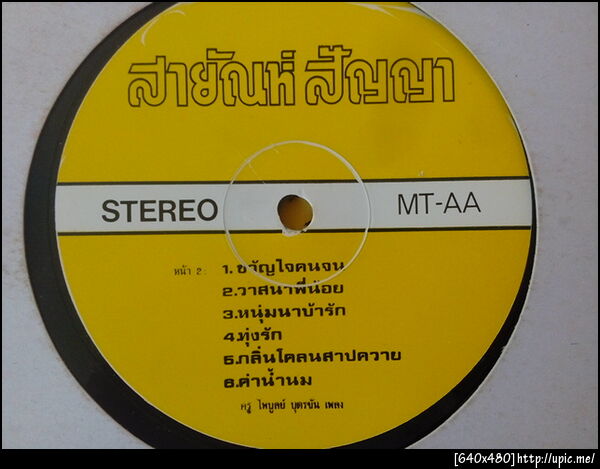 สายัณห์ สัญญา
STEREO MT-AA
หน้า 2: 1. ขวัญใจคนจน
2.วาสนาพี่น้อย
3.หนุ่มนาบ้ารัก
4.ทุ่งรัก
5.กลิ่นโคลนสาปควาย
6.ค่าน้ำนม
ครู ไพบูลย์ บุตรขัน เพลง
[640x480]http://upic.me/